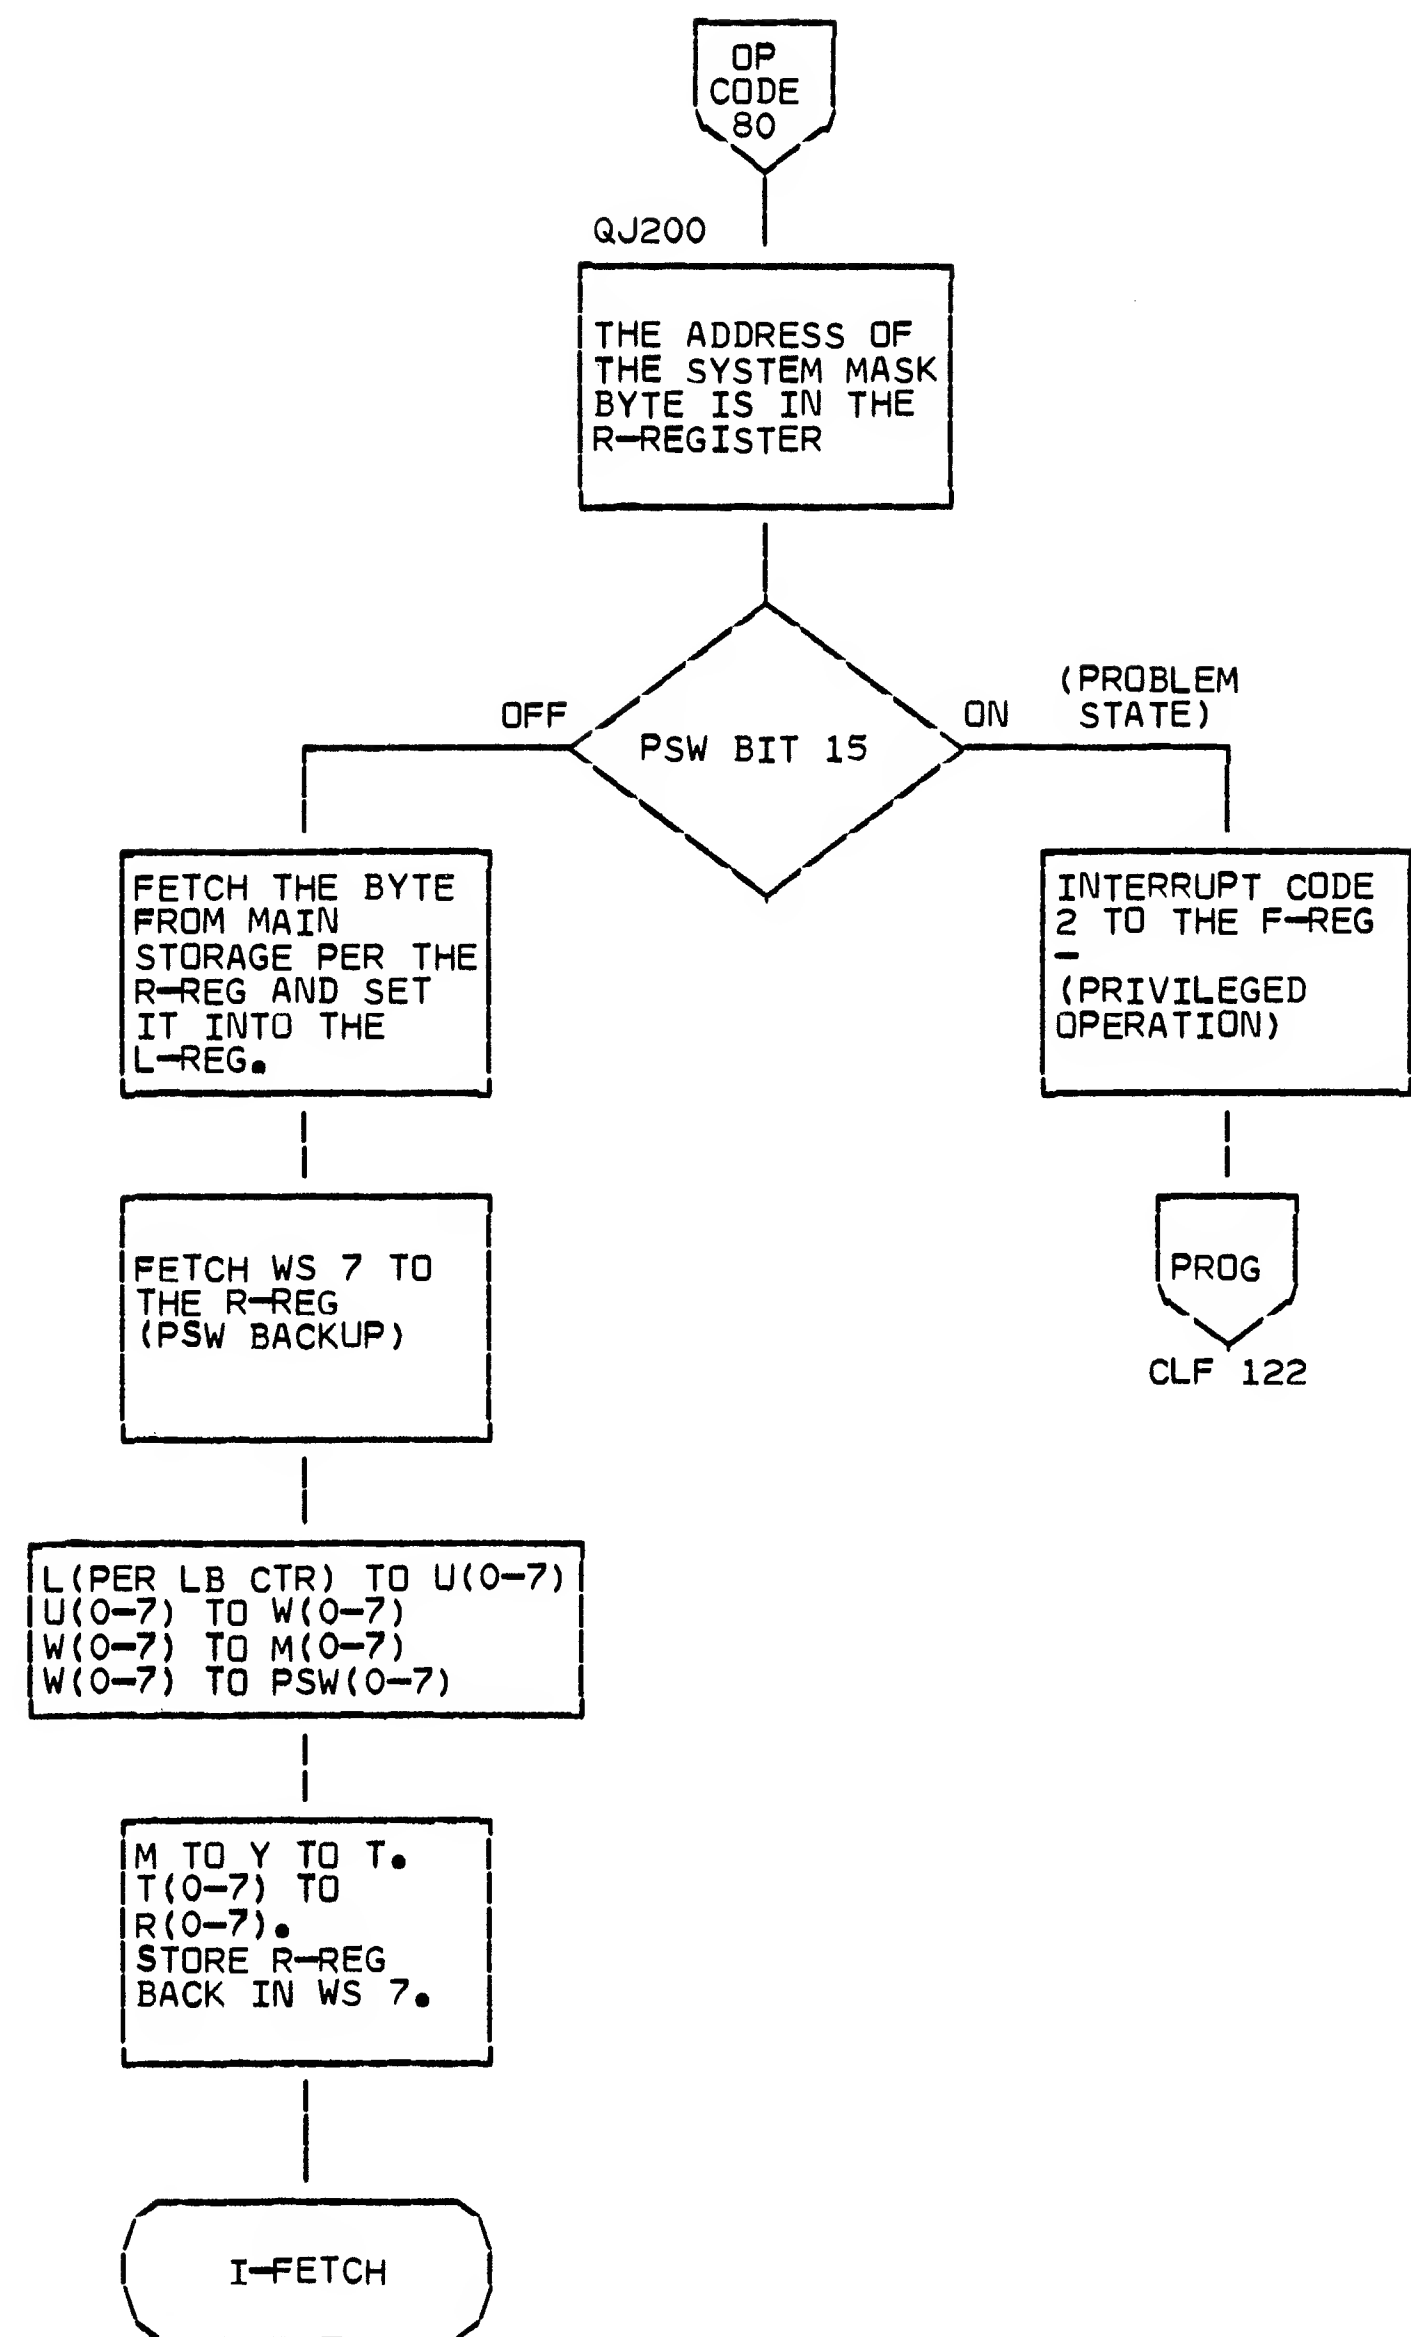 OP
CODE
80
QJ200
THE ADDRESS OF
THE SYSTEM MASK
BYTE IS IN THE
R-REGISTER
OFF
PSW BIT 15
ON
(PROBLEM
STATE)
FETCH THE BYTE
FROM MAIN
STORAGE PER THE
R-REG AND SET
IT INTO THE
L-REG.
INTERRUPT CODE
2 TO THE F-REG
-
(PRIVILEGED
OPERATION)
FETCH WS 7 TO
THE R-REG
(PSW BACKUP)
PROG
CLF 122
L(PER LB CTR) TO U(0-7)
U(0-7) TO W(0-7)
W(0-7) TO M(0-7)
W(0-7) TO PSW(0-7)
M TO Y TO T.
T(0-7) TO
R(0-7).
STORE R-REG
BACK IN WS 7.
I-FETCH